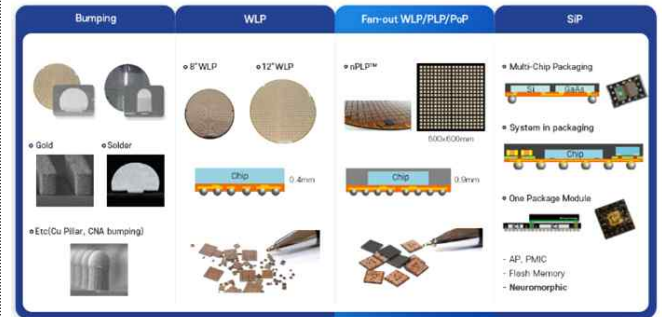 Bumping
WLP
Fan-out WLP/PLP/PoP
SiP
8"WLP
12"WLP
nPLP™
Multi-Chip Packaging
Si
GaAs
Gold
Solder
600x600mm
System in packaging
Chip
0.4mm
Chip
0.9mm
Chip
Etc(Cu Pillar, CNA bumping)
One Package Module
- AP, PMIC
- Flash Memory
- Neuromorphic